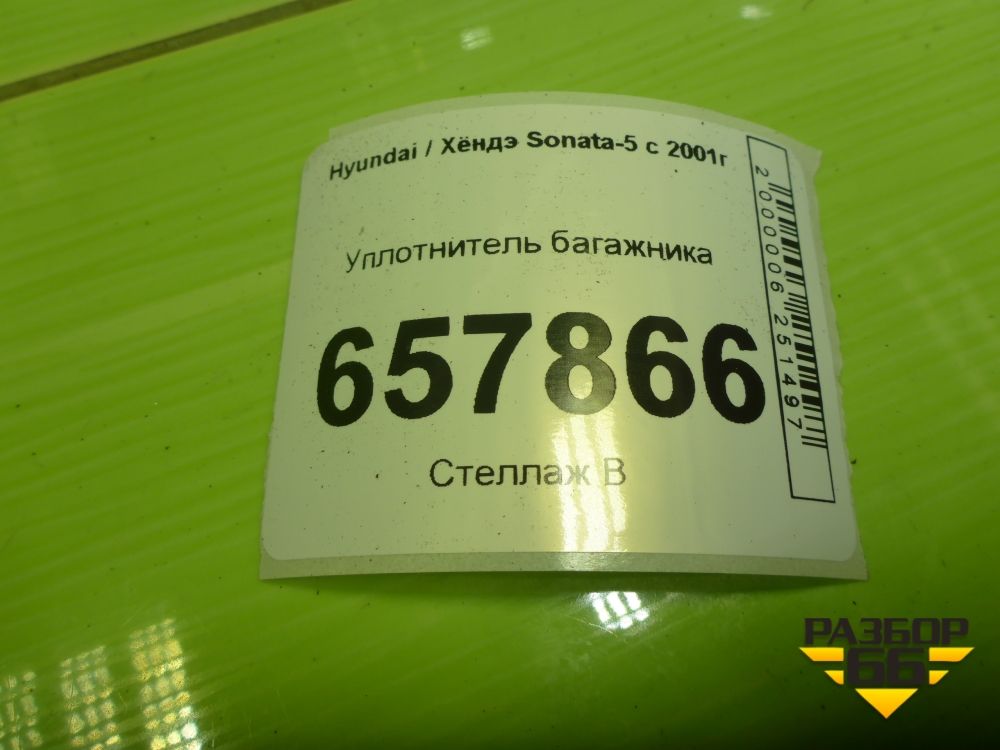 Hyundai / Хёндэ Sonata-5 с 2001г
Уплотнитель багажника
657866
Стеллаж В
2000006251497
РАЗБОР
66